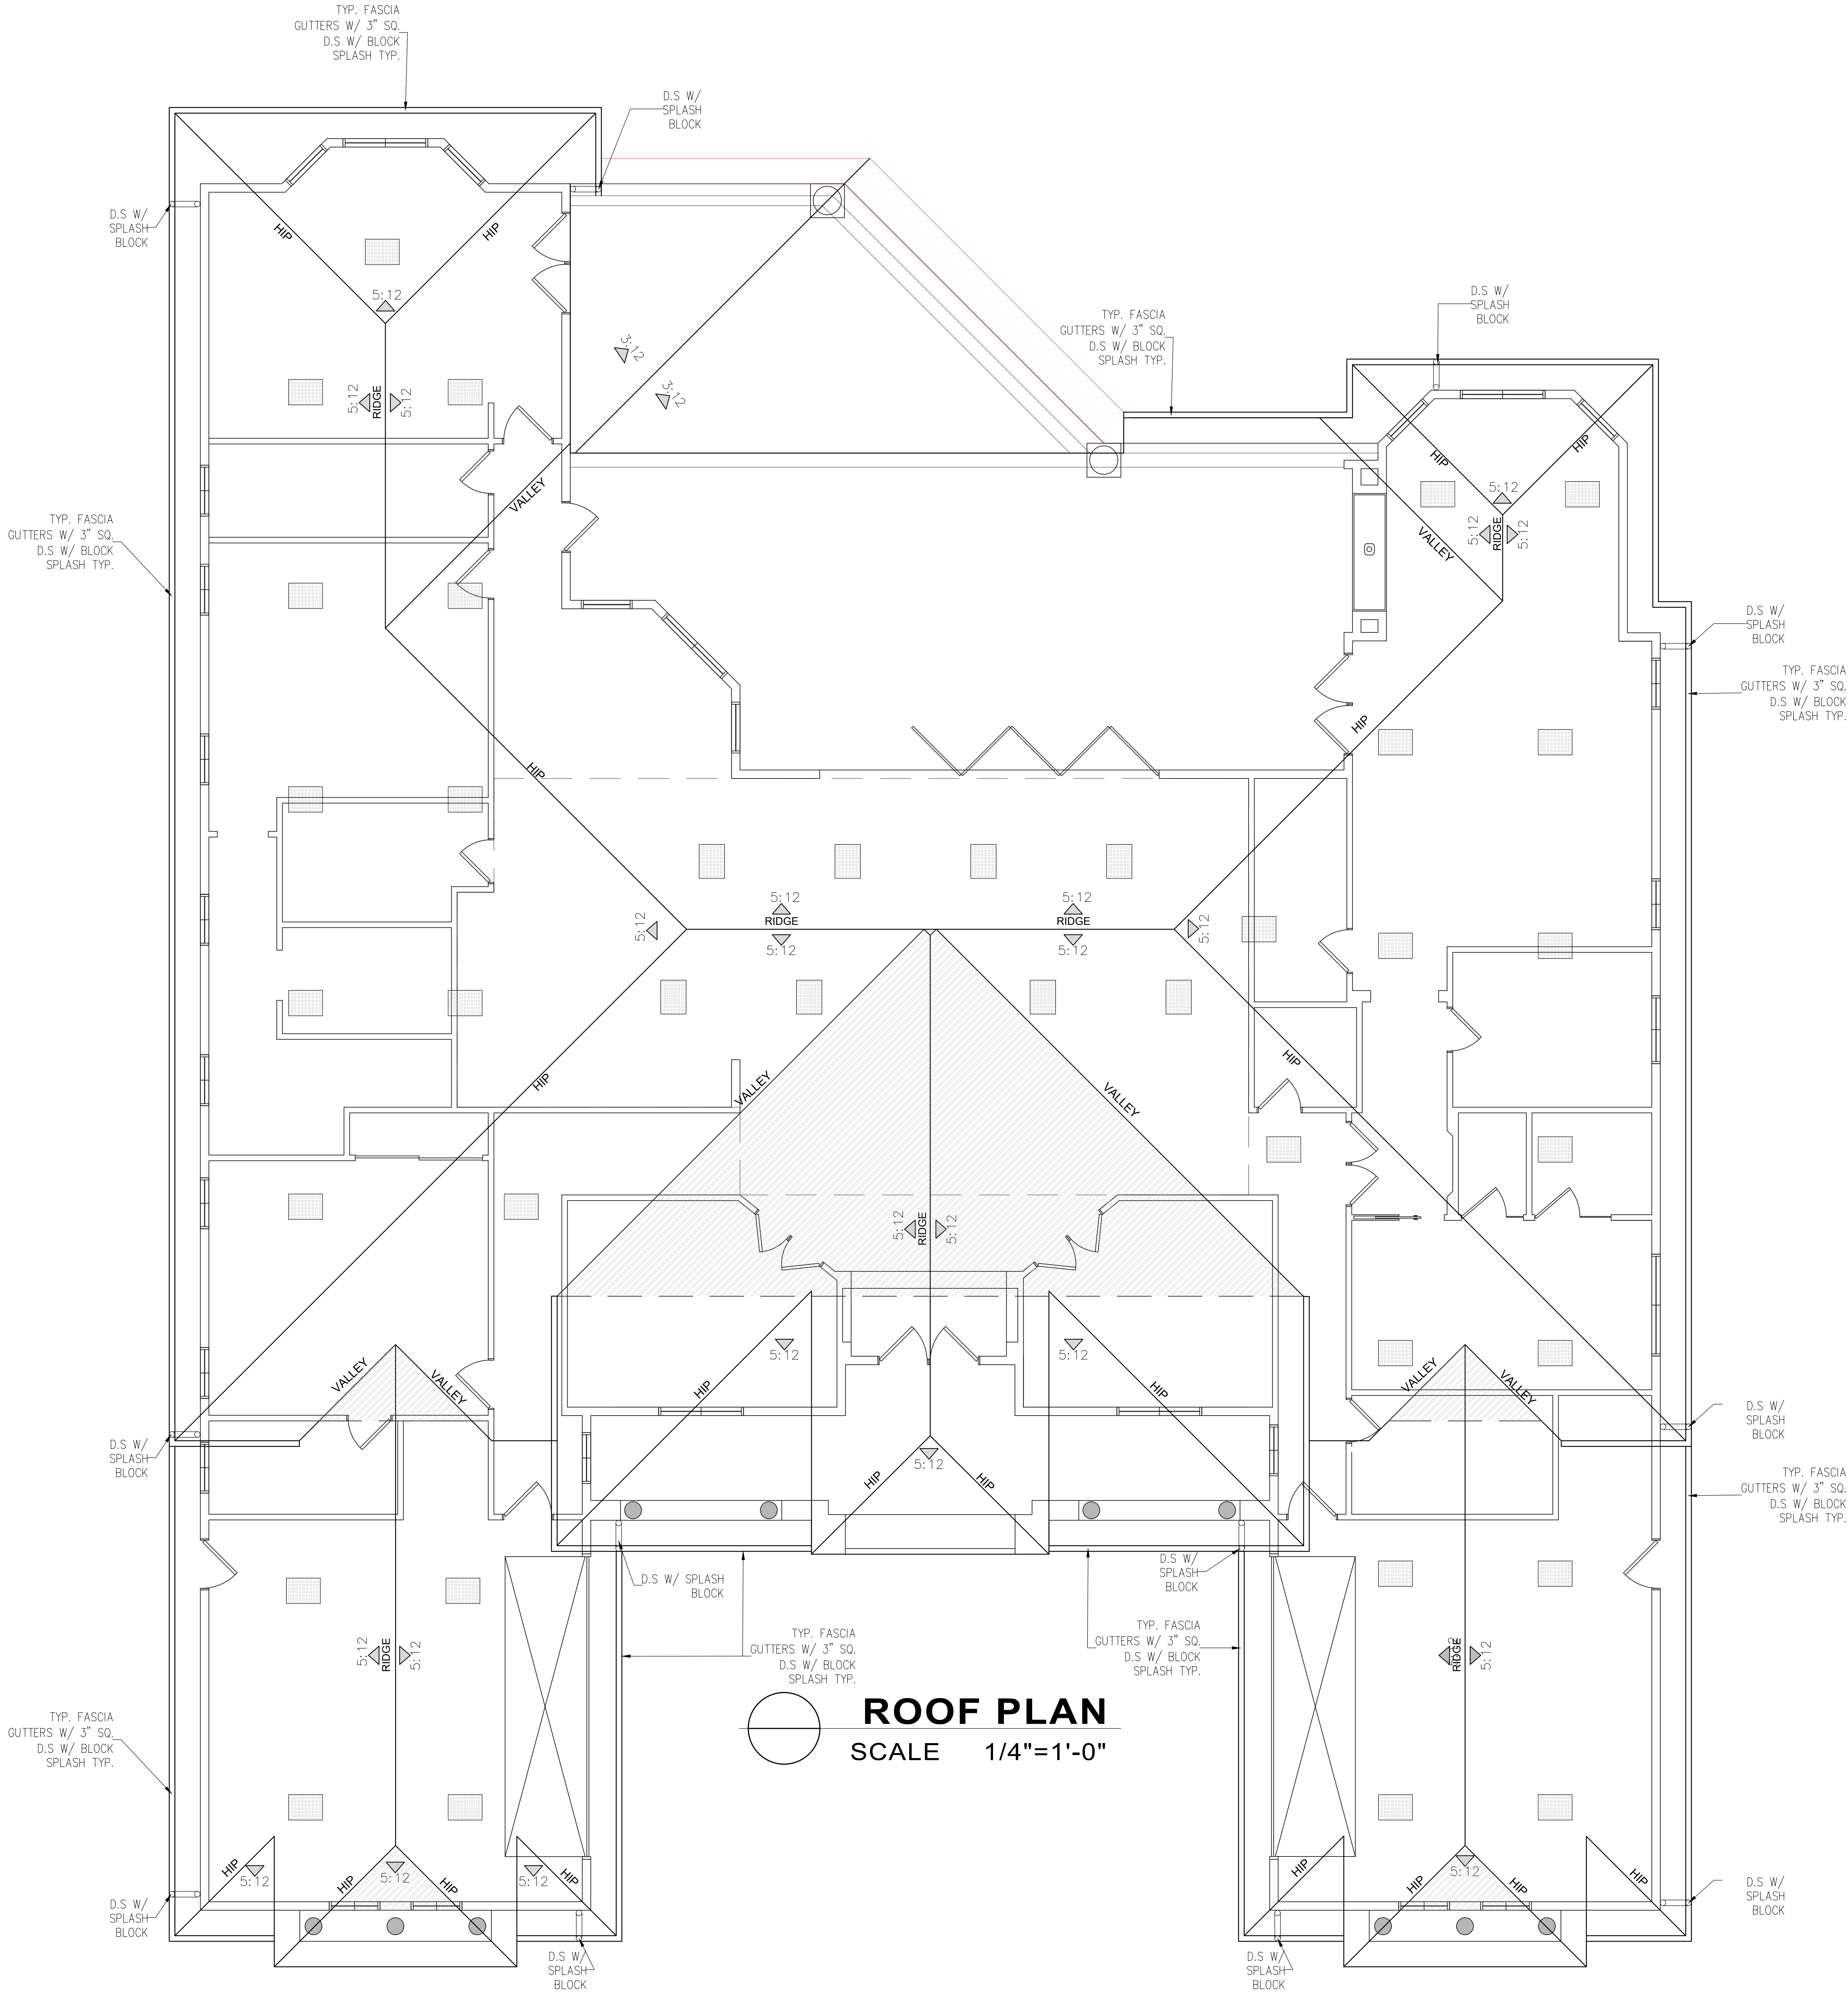 TYP. FASCIA
GUTTERS W/ 3" SQ.
D.S W/ BLOCK
SPLASH TYP.
D.S W/
SPLASH
BLOCK
D.S W/
SPLASH
BLOCK
HIP
HIP
5:12
D.S W/
SPLASH
BLOCK
TYP. FASCIA
GUTTERS W/ 3" SQ.
D.S W/ BLOCK
SPLASH TYP.
3:12
3:12
5:12
RIDGE
5:12
HIP
HIP
VALLEY
5:12
5:12
RIDGE
5:12
VALLEY
TYP. FASCIA
GUTTERS W/ 3" SQ.
D.S W/ BLOCK
SPLASH TYP.
D.S W/
SPLASH
BLOCK
TYP. FASCIA
GUTTERS W/ 3" SQ.
D.S W/ BLOCK
SPLASH TYP.
HIP
HIP
5:12
5:12
RIDGE
RIDGE
5:12
5:12
5:12
5:12
HIP
VALLEY
VALLEY
HIP
5:12
RIDGE
5:12
5:12
5:12
VALLEY
VALLEY
HIP
HIP
VALLEY
VALLEY
D.S W/
SPLASH
BLOCK
D.S W/
SPLASH
BLOCK
5:12
HIP
HIP
TYP. FASCIA
GUTTERS W/ 3" SQ.
D.S W/ BLOCK
SPLASH TYP.
D.S W/ SPLASH
BLOCK
D.S W/
SPLASH
BLOCK
5:12
RIDGE
5:12
TYP. FASCIA
GUTTERS W/ 3" SQ.
D.S W/ BLOCK
SPLASH TYP.
TYP. FASCIA
GUTTERS W/ 3" SQ.
D.S W/ BLOCK
SPLASH TYP.
RIDGE
5:12
ROOF PLAN
SCALE 1/4"=1'-0"
TYP. FASCIA
GUTTERS W/ 3" SQ.
D.S W/ BLOCK
SPLASH TYP.
HIP
5:12
HIP
5:12
HIP
5:12
HIP
HIP
HIP
5:12
HIP
HIP
D.S W/
SPLASH
BLOCK
D.S W/
SPLASH
BLOCK
D.S W/
SPLASH
BLOCK
D.S W/
SPLASH
BLOCK